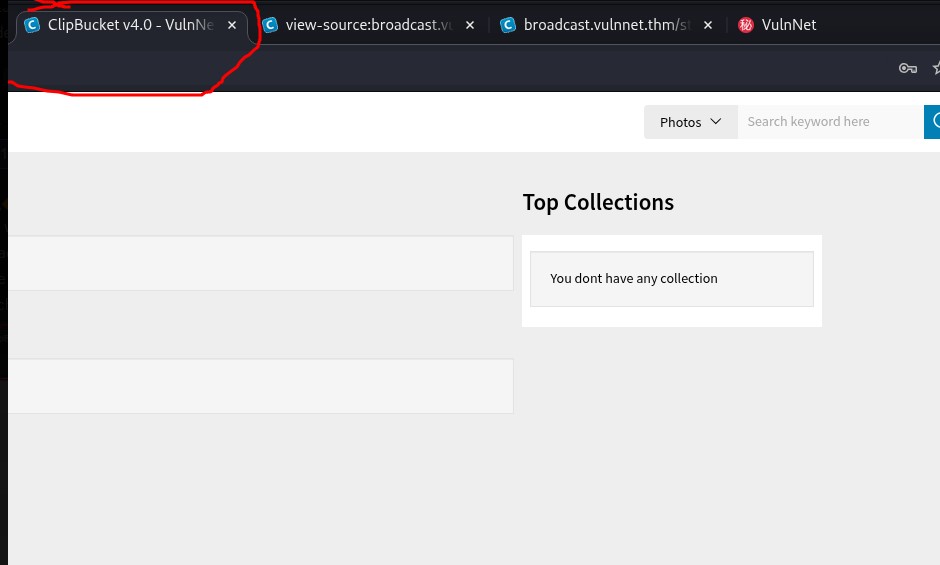 ClipBucket v4.0 - VulnNe
view-source:broadcast.vu
broadcast.vulnnet.thm/st
秘 VulnNet
Photos
Search keyword here
Top Collections
You dont have any collection